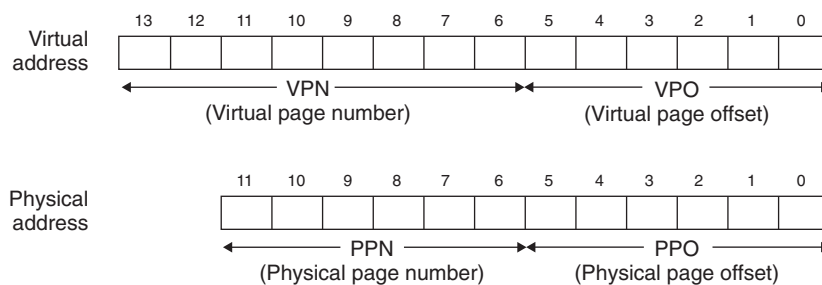 13 12 11 10 9 8 7 6 5 4 3 2 1 0
Virtual
address
VPN VPO
(Virtual page number) (Virtual page offset)
11 10 9 8 7 6 5 4 3 2 1 0
Physical
address
PPN PPO
(Physical page number) (Physical page offset)